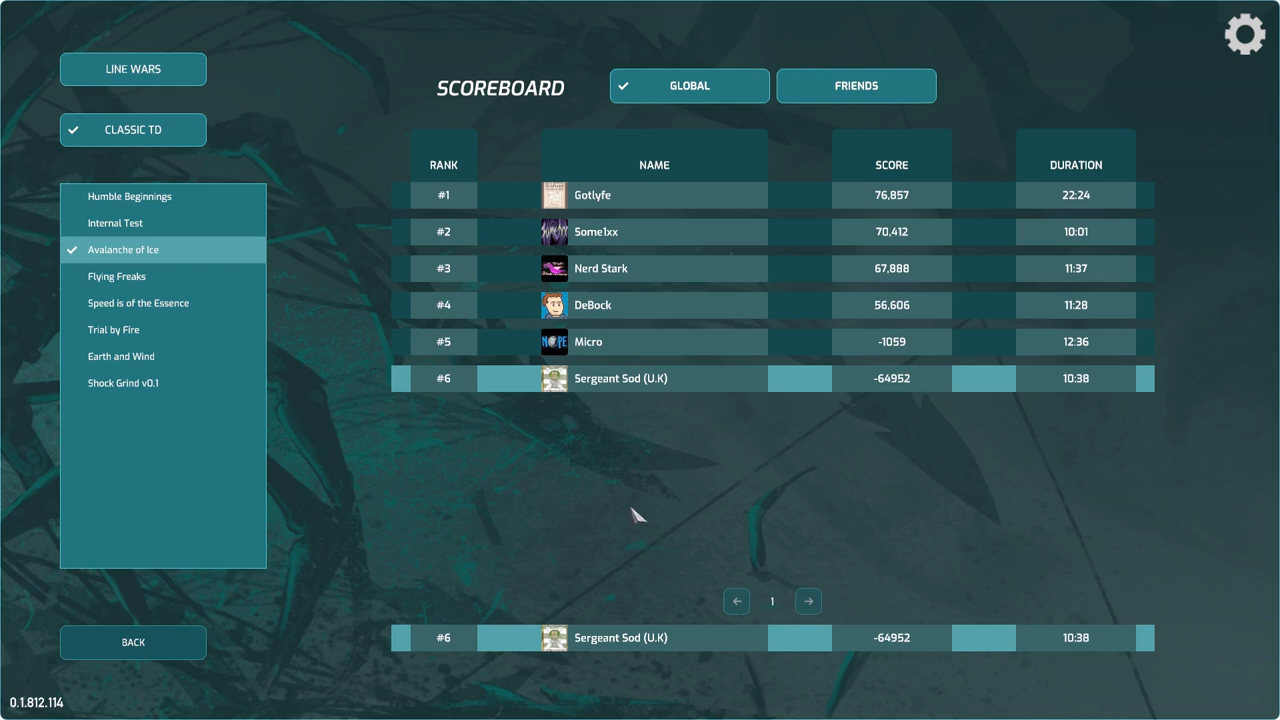 LINE WARS
CLASSIC TD
Humble Beginnings
Internal Test
Avalanche of Ice
Flying Freaks
Speed is of the Essence
Trial by Fire
Earth and Wind
Shock Grind v0.1
BACK
0.1.812.114
SCOREBOARD
GLOBAL
FRIENDS
RANK NAME SCORE DURATION
#1 Gotlyfe 76,857 22:24
#2 Some1xx 70,412 10:01
#3 Nerd Stark 67,888 11:37
#4 DeBock 56,606 11:28
#5 NOPE Micro -1059 12:36
#6 Sergeant Sod (U.K) -64952 10:38
1
#6 Sergeant Sod (U.K) -64952 10:38